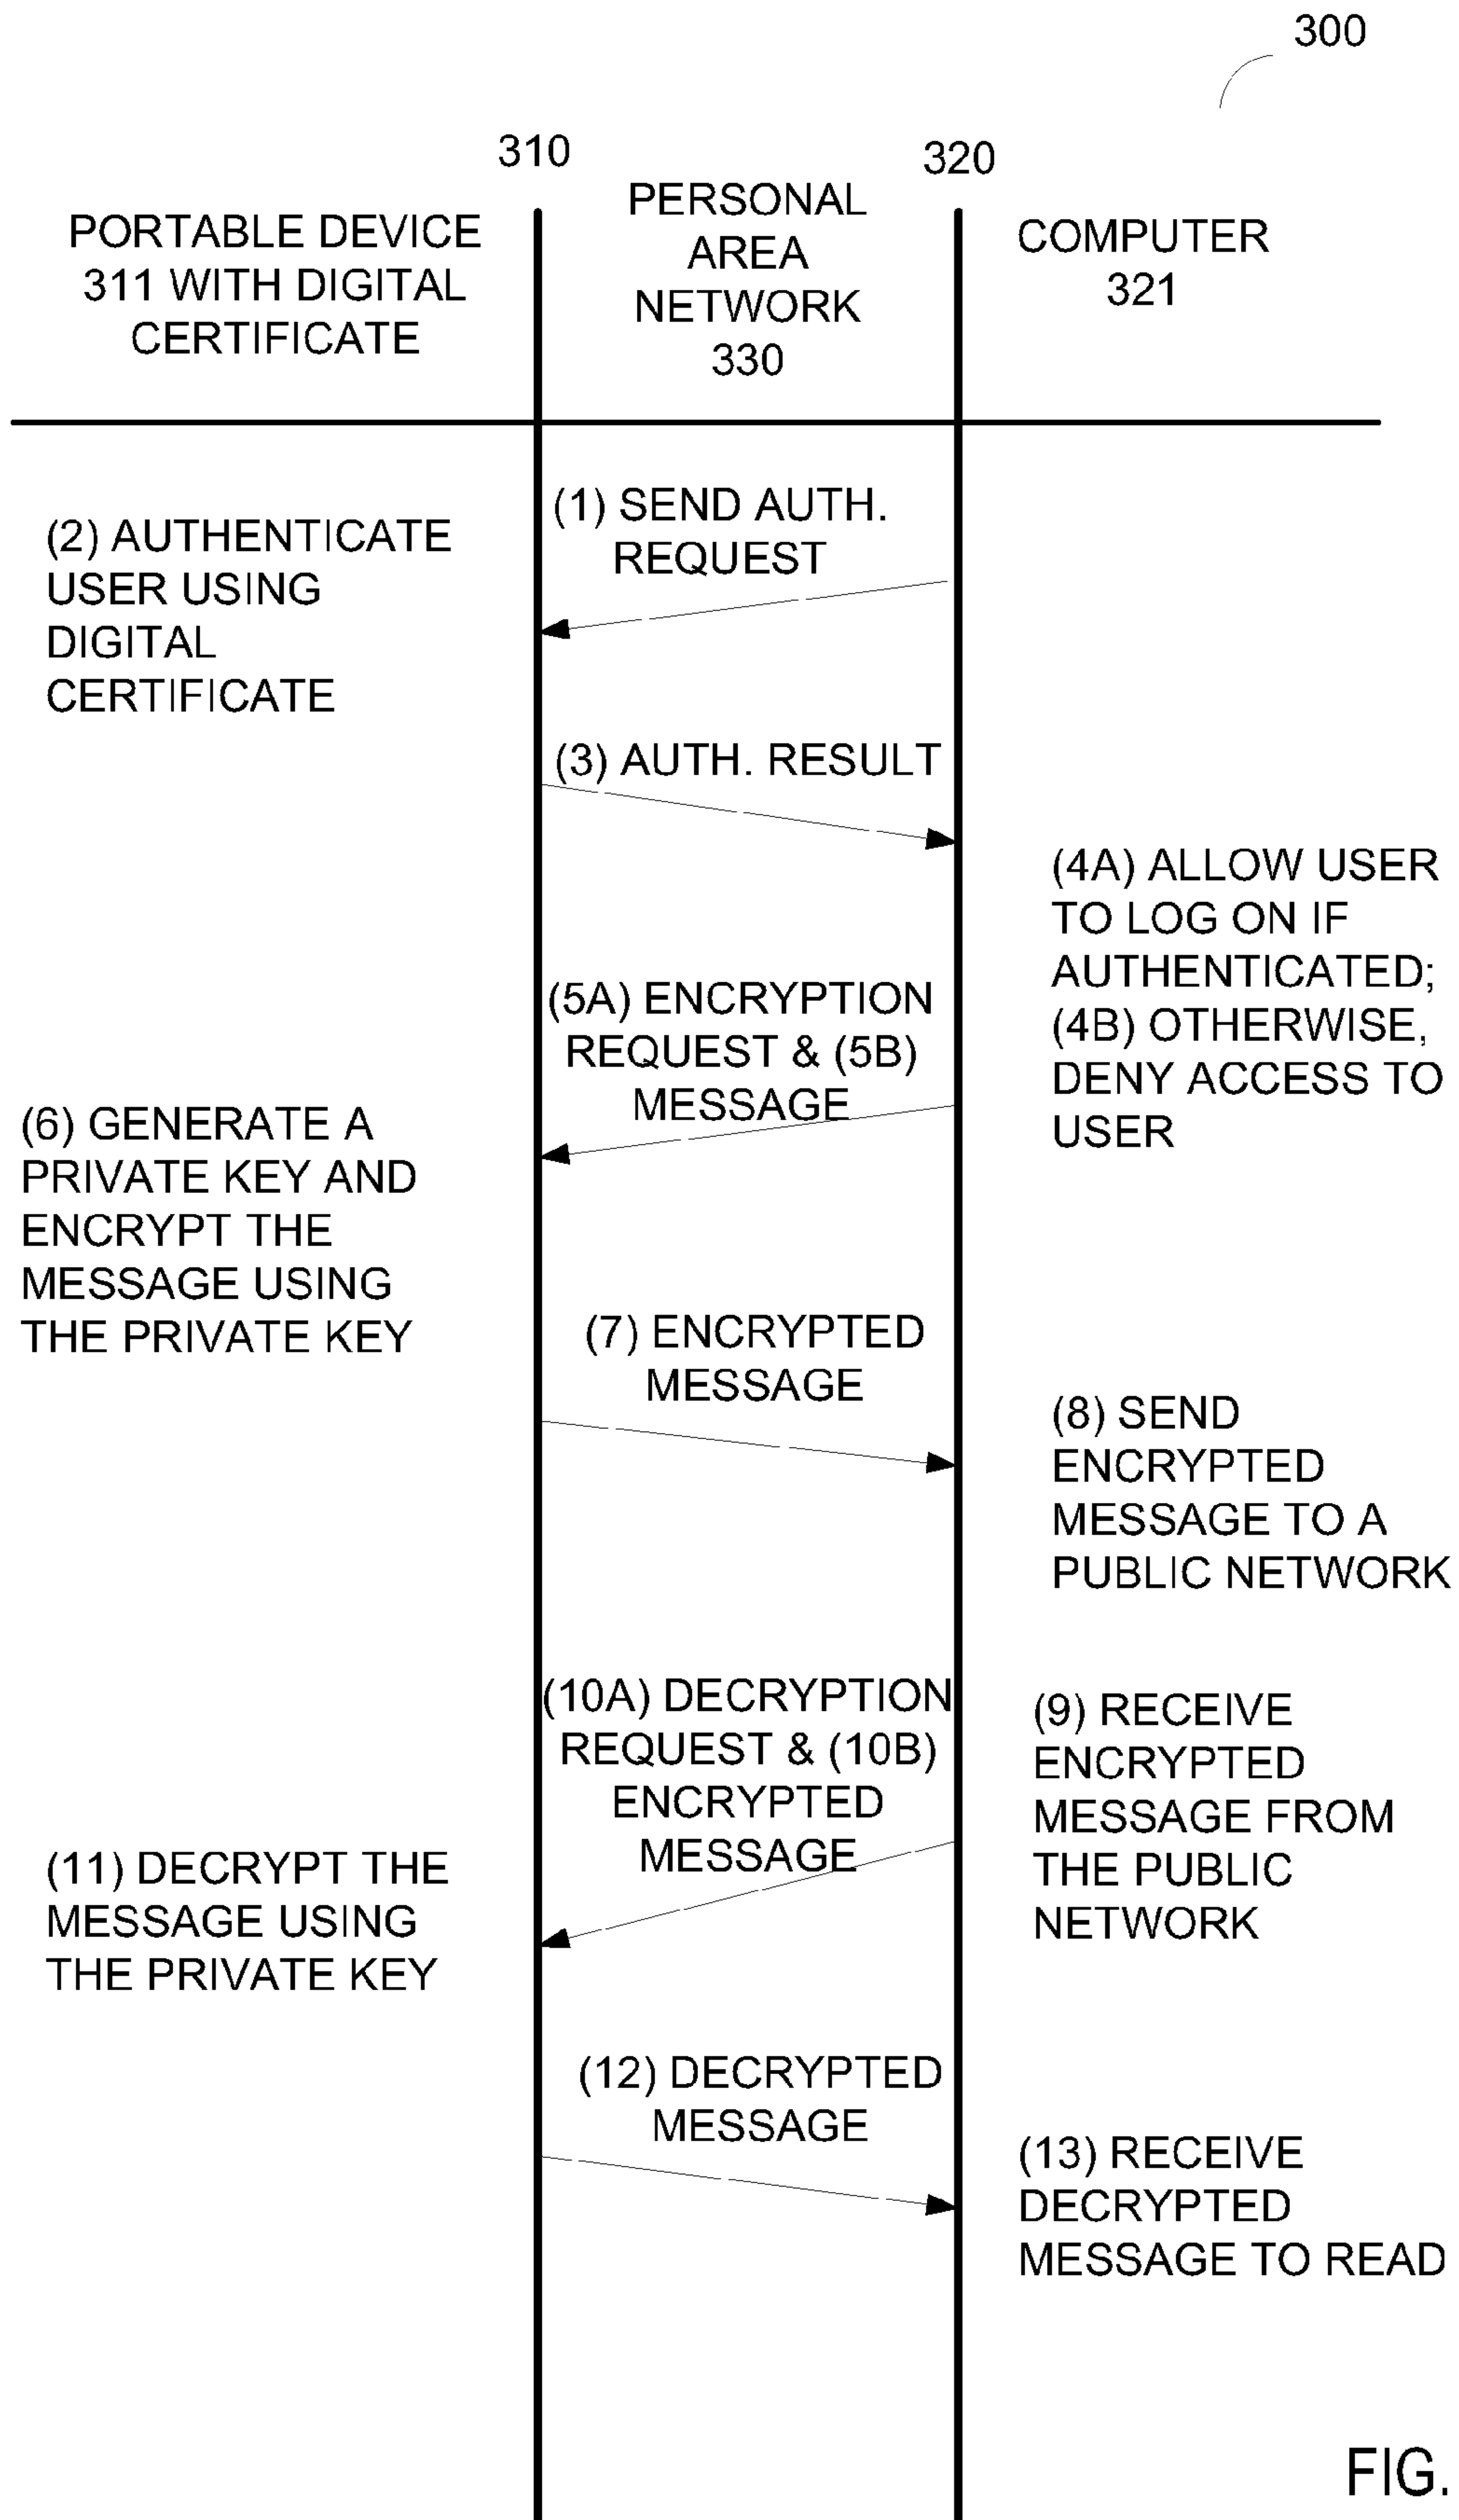 300
310
320
PORTABLE DEVICE
311 WITH DIGITAL
CERTIFICATE
PERSONAL
AREA
NETWORK
330
COMPUTER
321
(1) SEND AUTH.
REQUEST
(2) AUTHENTICATE
USER USING
DIGITAL
CERTIFICATE
(3) AUTH. RESULT
(4A) ALLOW USER
TO LOG ON IF
AUTHENTICATED;
(4B) OTHERWISE,
DENY ACCESS TO
USER
(5A) ENCRYPTION
REQUEST & (5B)
MESSAGE
(6) GENERATE A
PRIVATE KEY AND
ENCRYPT THE
MESSAGE USING
THE PRIVATE KEY
(7) ENCRYPTED
MESSAGE
(8) SEND
ENCRYPTED
MESSAGE TO A
PUBLIC NETWORK
(9) RECEIVE
ENCRYPTED
MESSAGE FROM
THE PUBLIC
NETWORK
(10A) DECRYPTION
REQUEST & (10B)
ENCRYPTED
MESSAGE
(11) DECRYPT THE
MESSAGE USING
THE PRIVATE KEY
(12) DECRYPTED
MESSAGE
(13) RECEIVE
DECRYPTED
MESSAGE TO READ
FIG.